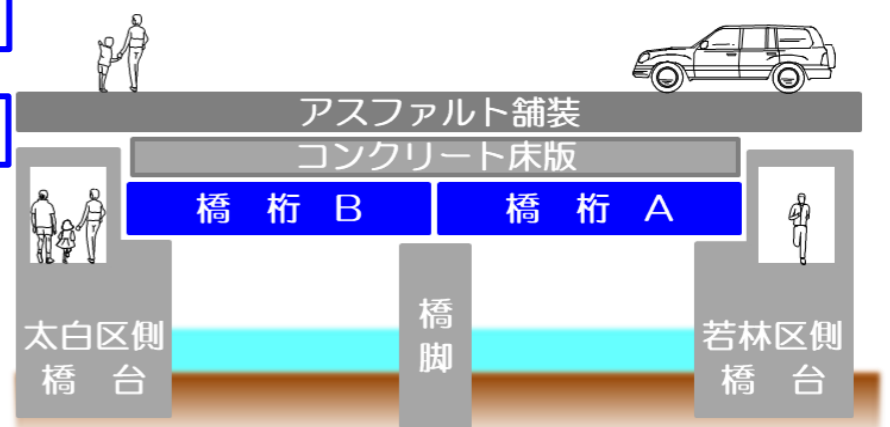 アスファルト舗装
コンクリート床版
橋 桁 B
橋 桁 A
橋
脚
太白区側
橋 台
若林区側
橋 台